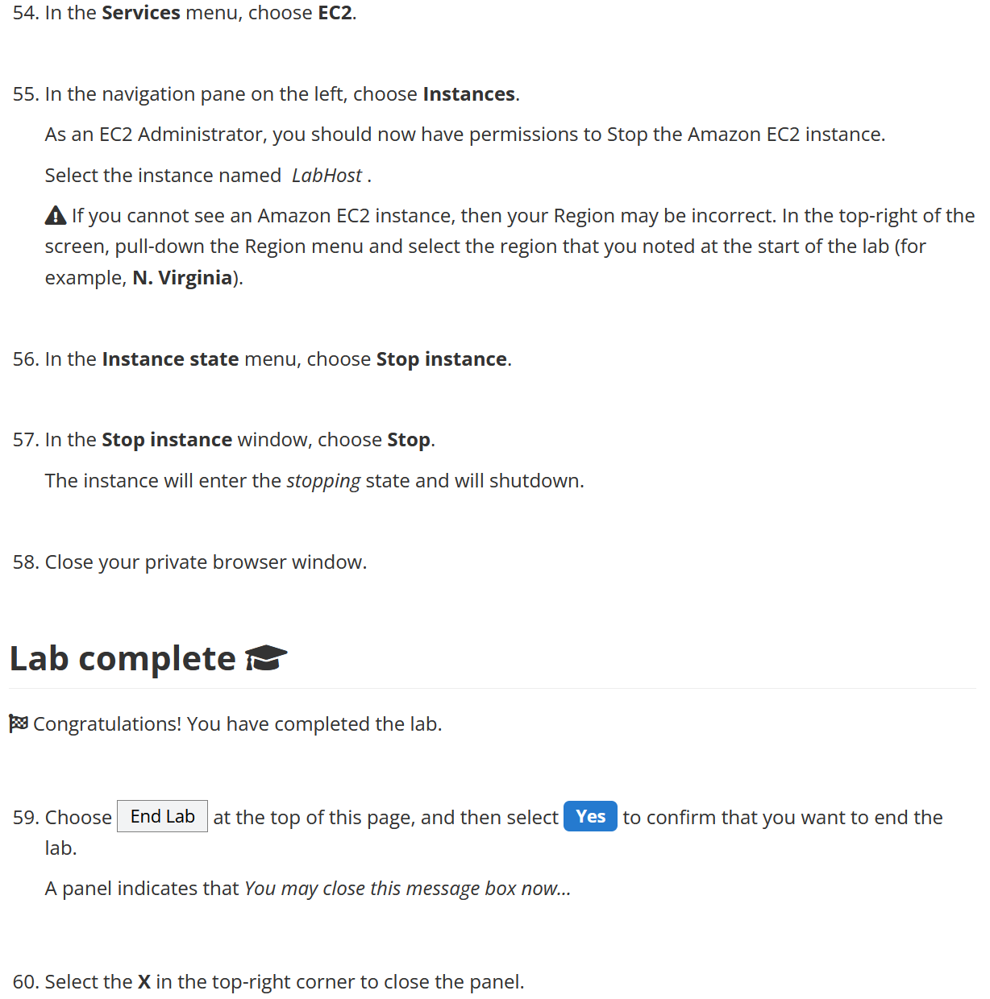 54. In the Services menu, choose EC2.
55. In the navigation pane on the left, choose Instances.
As an EC2 Administrator, you should now have permissions to Stop the Amazon EC2 instance.
Select the instance named LabHost .
If you cannot see an Amazon EC2 instance, then your Region may be incorrect. In the top-right of the
screen, pull-down the Region menu and select the region that you noted at the start of the lab (for
example, N. Virginia).
56. In the Instance state menu, choose Stop instance.
57. In the Stop instance window, choose Stop.
The instance will enter the stopping state and will shutdown.
58. Close your private browser window.
Lab complete
Congratulations! You have completed the lab.
59. Choose End Lab at the top of this page, and then select Yes to confirm that you want to end the
lab.
A panel indicates that You may close this message box now...
60. Select the X in the top-right corner to close the panel.